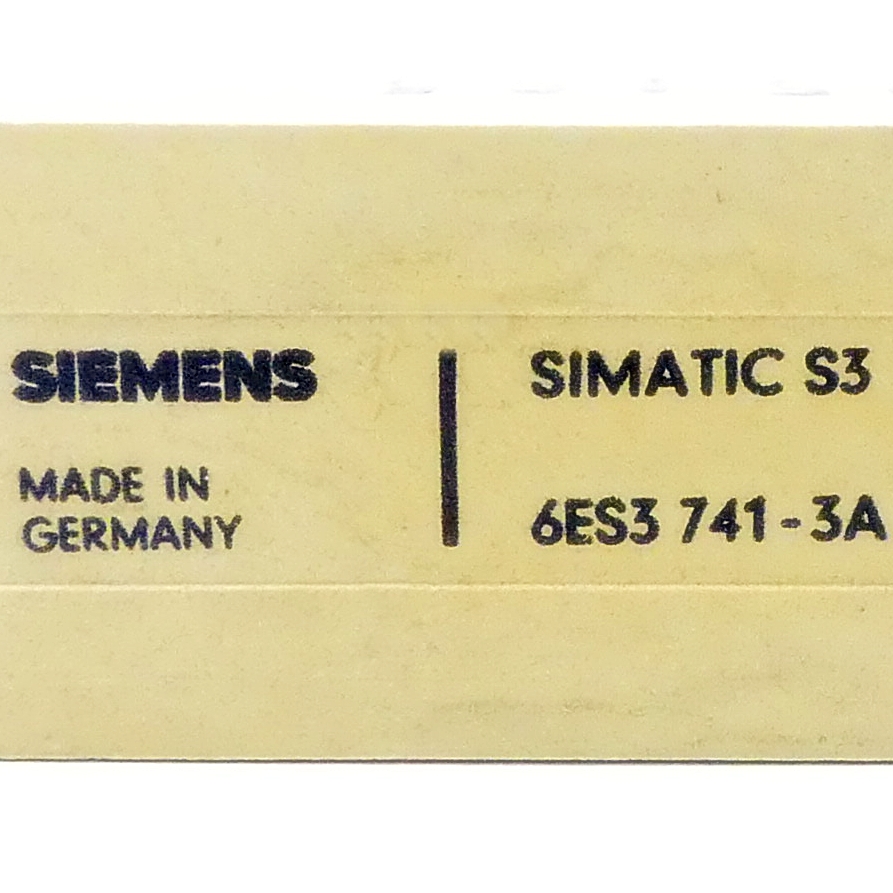 SIEMENS
MADE IN
GERMANY
SIMATIC S3
6ES3 741-3A